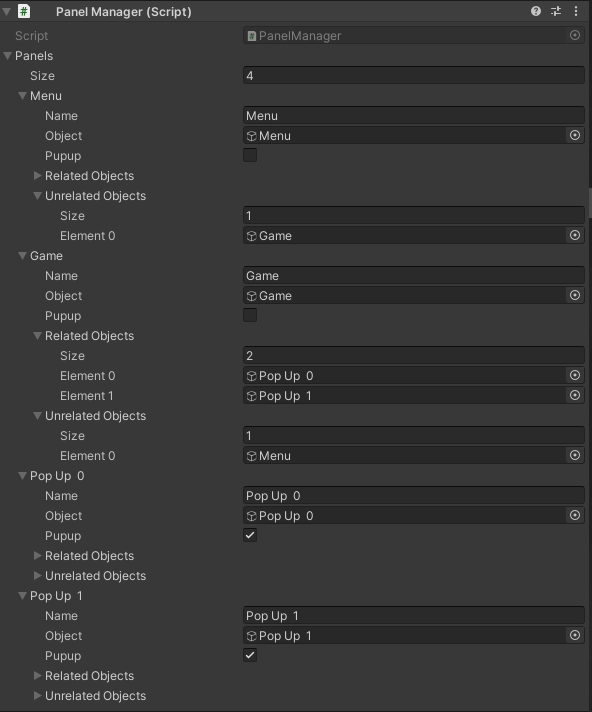 Panel Manager (Script)
Script PanelManager
Panels
Size 4
Menu
Name Menu
Object Menu
Pupup
Related Objects
Unrelated Objects
Size 1
Element 0 Game
Game
Name Game
Object Game
Pupup
Related Objects
Size 2
Element 0 Pop Up 0
Element 1 Pop Up 1
Unrelated Objects
Size 1
Element 0 Menu
Pop Up 0
Name Pop Up 0
Object Pop Up 0
Pupup
Related Objects
Unrelated Objects
Pop Up 1
Name Pop Up 1
Object Pop Up 1
Pupup
Related Objects
Unrelated Objects